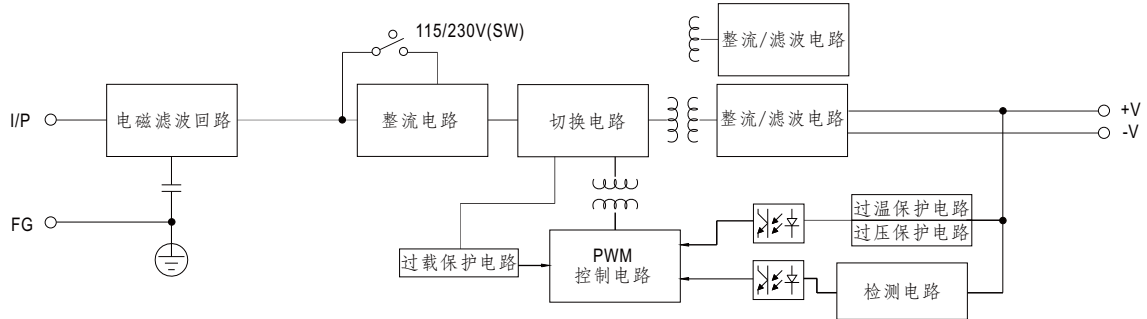 115/230V(SW)
整流/滤波电路
I/P
电磁滤波回路
整流电路
切换电路
整流/滤波电路
+V
-V
FG
过载保护电路
PWM
控制电路
过温保护电路
过压保护电路
检测电路